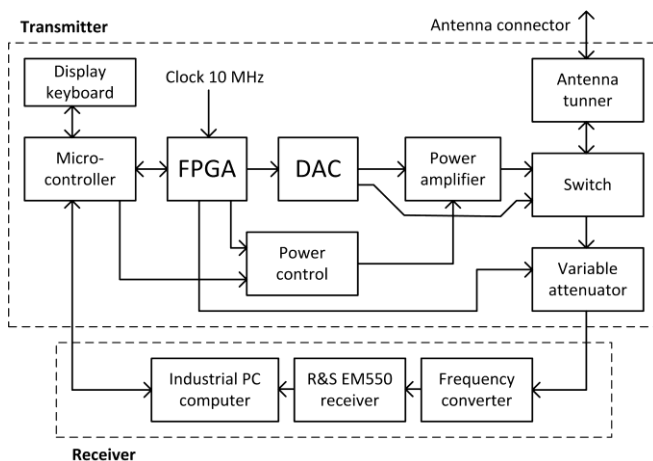 Transmitter
Antenna connector
Display
keyboard
Clock 10 MHz
Antenna
tunner
Micro-
controller
FPGA
DAC
Power
amplifier
Switch
Power
control
Variable
attenuator
Industrial PC
computer
R&S EM550
receiver
Frequency
converter
Receiver